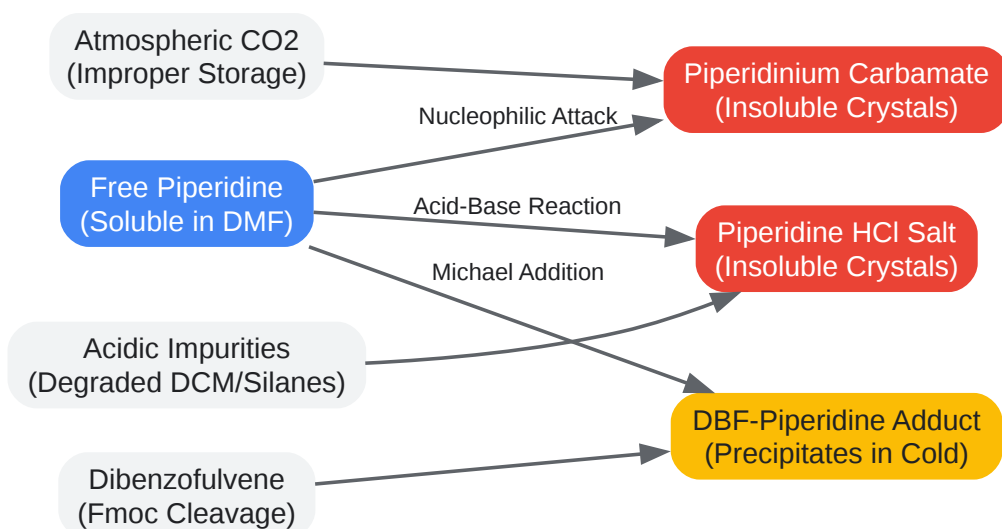 Atmospheric CO2
(Improper Storage)
Piperidinium Carbamate
(Insoluble Crystals)
Nucleophilic Attack
Free Piperidine
(Soluble in DMF)
Acid-Base Reaction
Piperidine HCl Salt
(Insoluble Crystals)
Michael Addition
Acidic Impurities
(Degraded DCM/Silanes)
DBF-Piperidine Adduct
(Precipitates in Cold)
Dibenzofulvene
(Fmoc Cleavage)